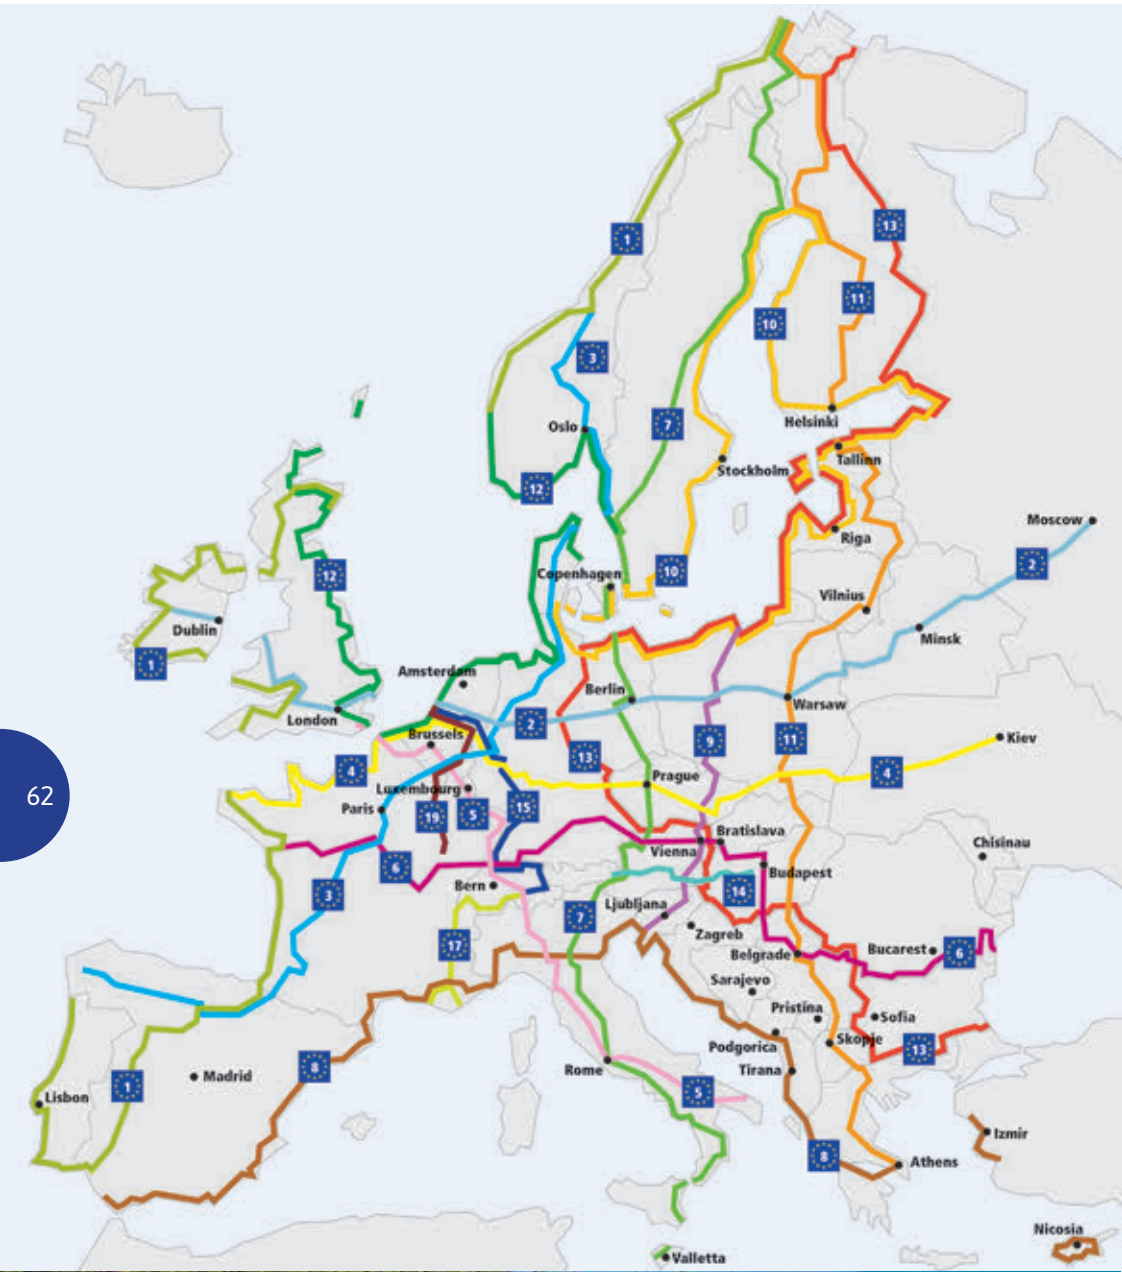 1
13
11
10
3
7
Oslo
Helsinki
Tallinn
Stockholm
12
Moscow
Riga
2
10
Copenhagen
12
Vilnius
Dublin
Minsk
1
Amsterdam
Berlin
Warsaw
London
2
Brussels
9
11
Kiev
13
4
4
Prague
62
Luxembourg
Paris
15
19
5
Bratislava
Chisinau
Vienna
6
Budapest
Bern
14
3
Ljubljana
7
Zagreb
17
Belgrade
Bucarest
6
Sarajevo
Pristina
Sofia
Skopje
13
Podgorica
8
Rome
Tirana
Madrid
1
Lisbon
5
Izmir
8
Athens
Nicosia
Valletta